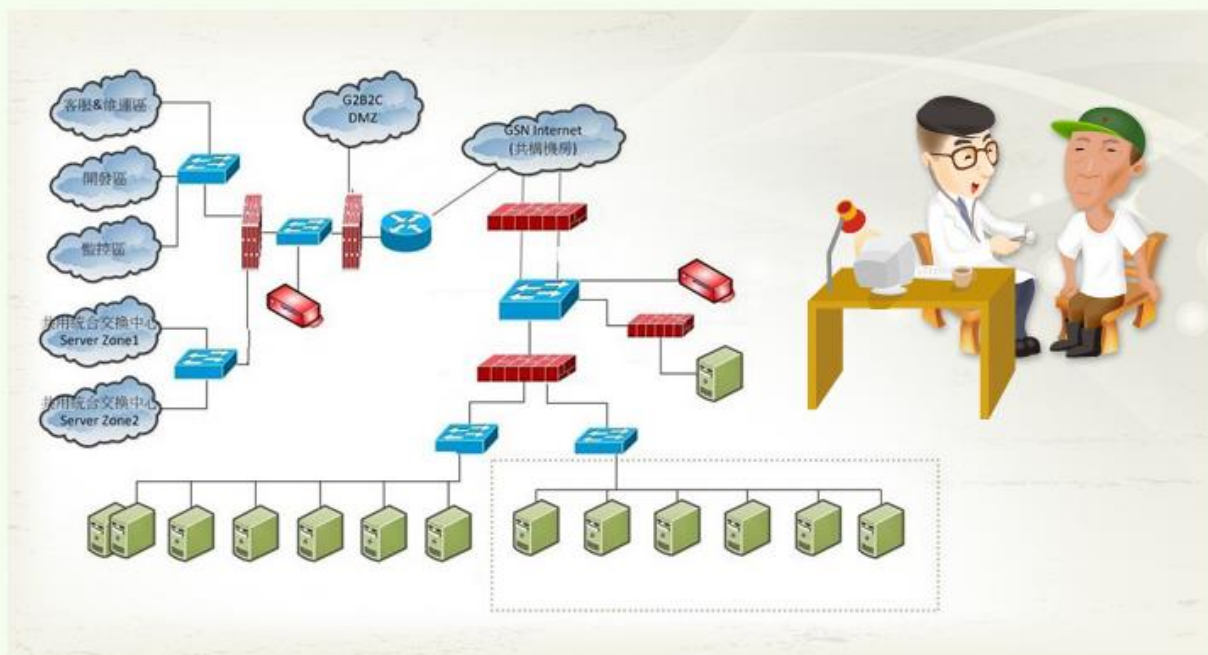 客服&維運區
G2B2C
DMZ
GSN Internet
(共構機房)
開發區
監控區
共用統合交換中心
Server Zone1
共用統合交換中心
Server Zone2